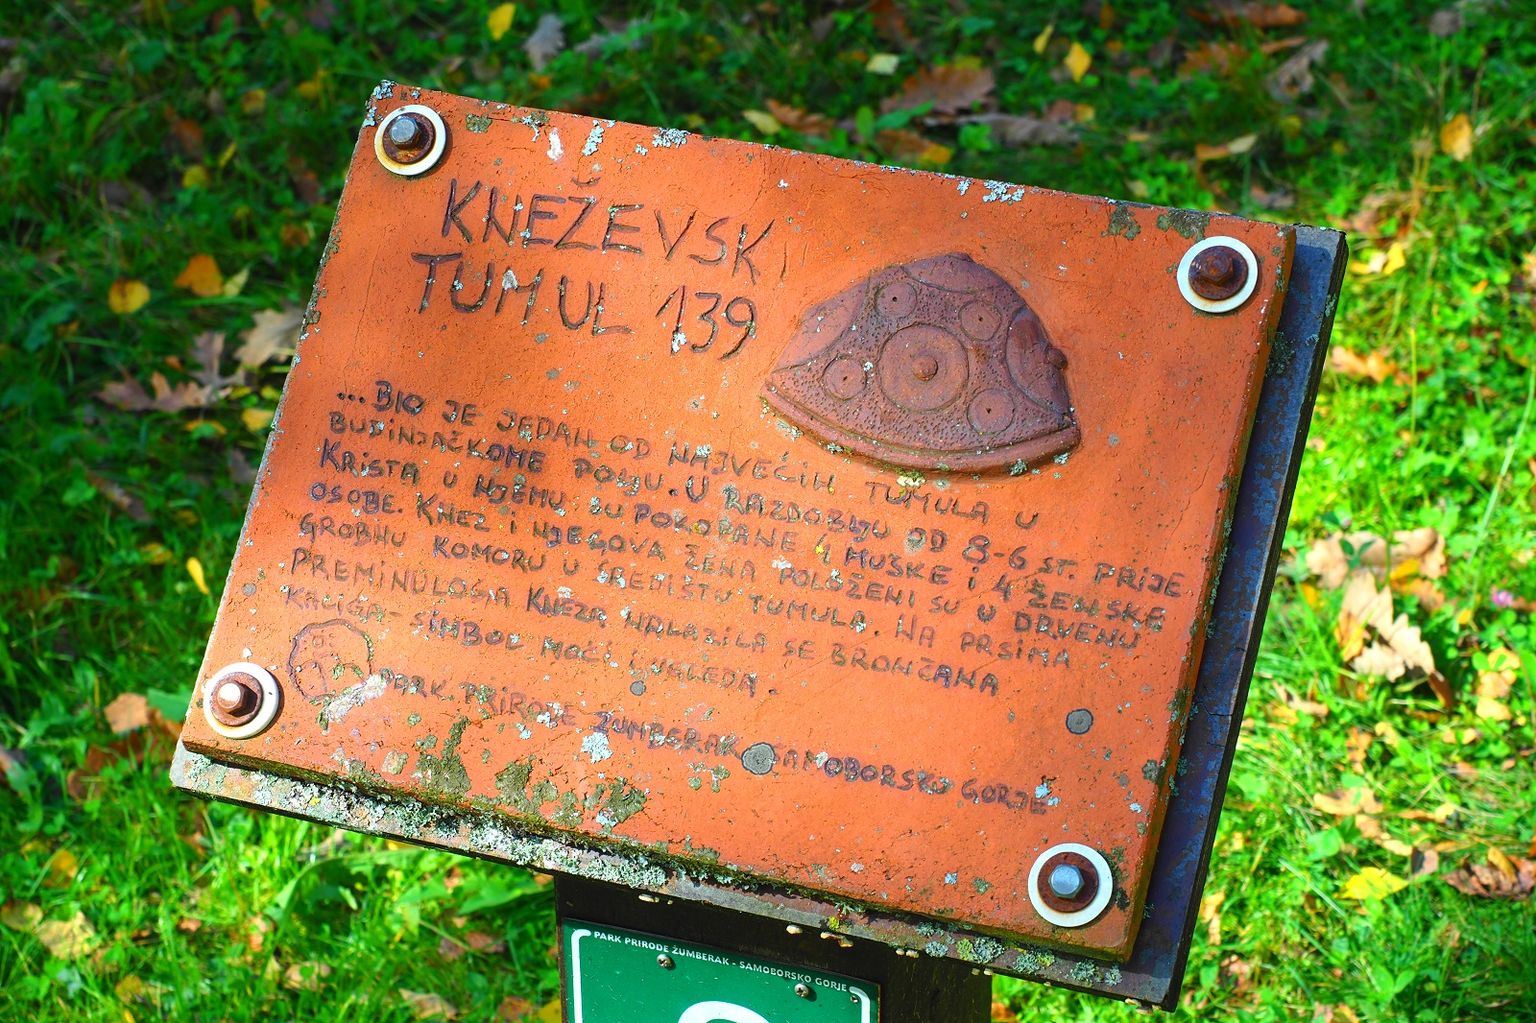 KNEŽEVSKI
TUMUL 139
...BIO JE JEDAN OD NAJVEĆIH TUMULA U
BUDINJAČKOME POLJU. U RAZDOBLJU OD 8-6 ST. PRIJE
KRISTA U NJEMU SU POKOPANE 4 MUŠKE I 4 ŽENSKE
OSOBE. KNEZ I NJEGOVA ŽENA POLOŽENI SU U DRVENU
GROBNU KOMORU U SREDIŠTU TUMULA. NA PRSIMA
PREMINULOGA KNEZA NALAZILA SE BRONČANA
KACIGA - SIMBOL MOĆI I UGLEDA.
PARK PRIRODE ŽUMBERAK SAMOBORSKO GORJE
PARK PRIRODE ŽUMBERAK - SAMOBORSKO GORJE